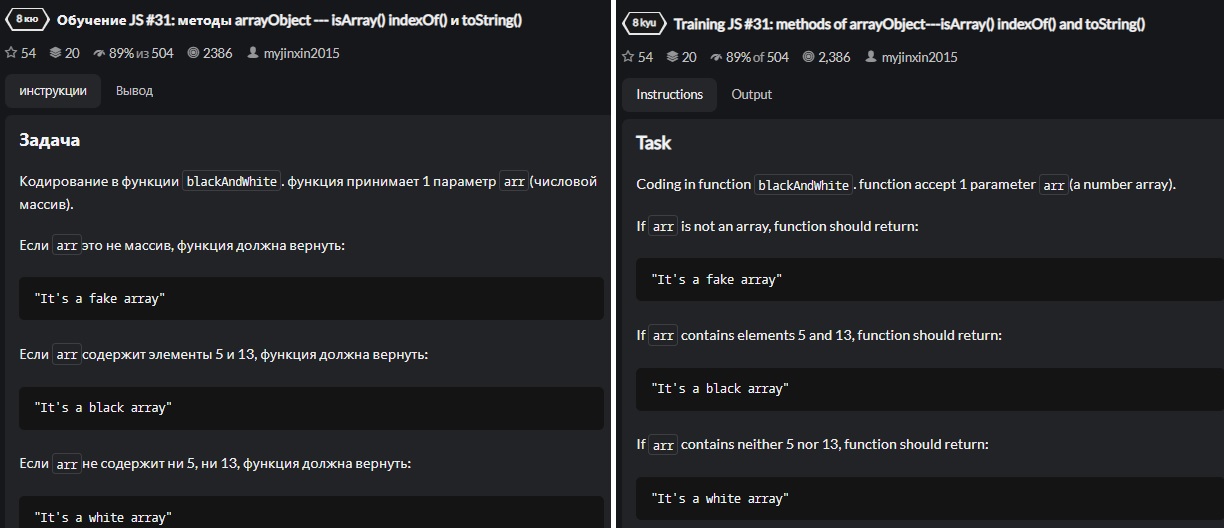 8 кю Обучение JS #31: методы arrayObject --- isArray() indexOf() и toString()
54 20 89% из 504 2386 myjinxin2015
инструкции Вывод
Задача
Кодирование в функции blackAndWhite. функция принимает 1 параметр arr(числовой
массив).
Если arr это не массив, функция должна вернуть:
"It's a fake array"
Если arr содержит элементы 5 и 13, функция должна вернуть:
"It's a black array"
Если arr не содержит ни 5, ни 13, функция должна вернуть:
"It's a white array"
8 kyu Training JS #31: methods of arrayObject---isArray() indexOf() and toString()
54 20 89% of 504 2,386 myjinxin2015
Instructions Output
Task
Coding in function blackAndWhite. function accept 1 parameter arr(a number array).
If arr is not an array, function should return:
"It's a fake array"
If arr contains elements 5 and 13, function should return:
"It's a black array"
If arr contains neither 5 nor 13, function should return:
"It's a white array"